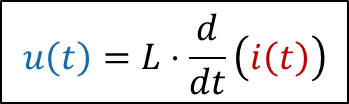 u(t) = L · d/dt (i(t))